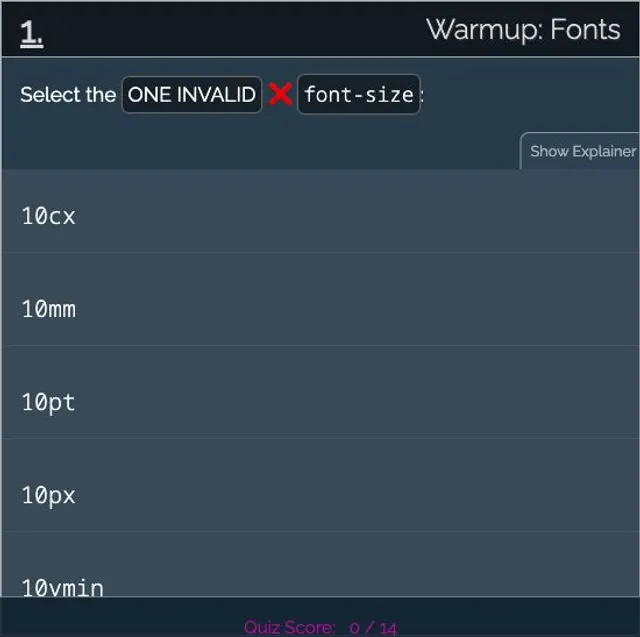 1.
Warmup: Fonts
Select the ONE INVALID ❌ font-size:
Show Explainer
10cx
10mm
10pt
10px
10vmin
Quiz Score: 0 / 14